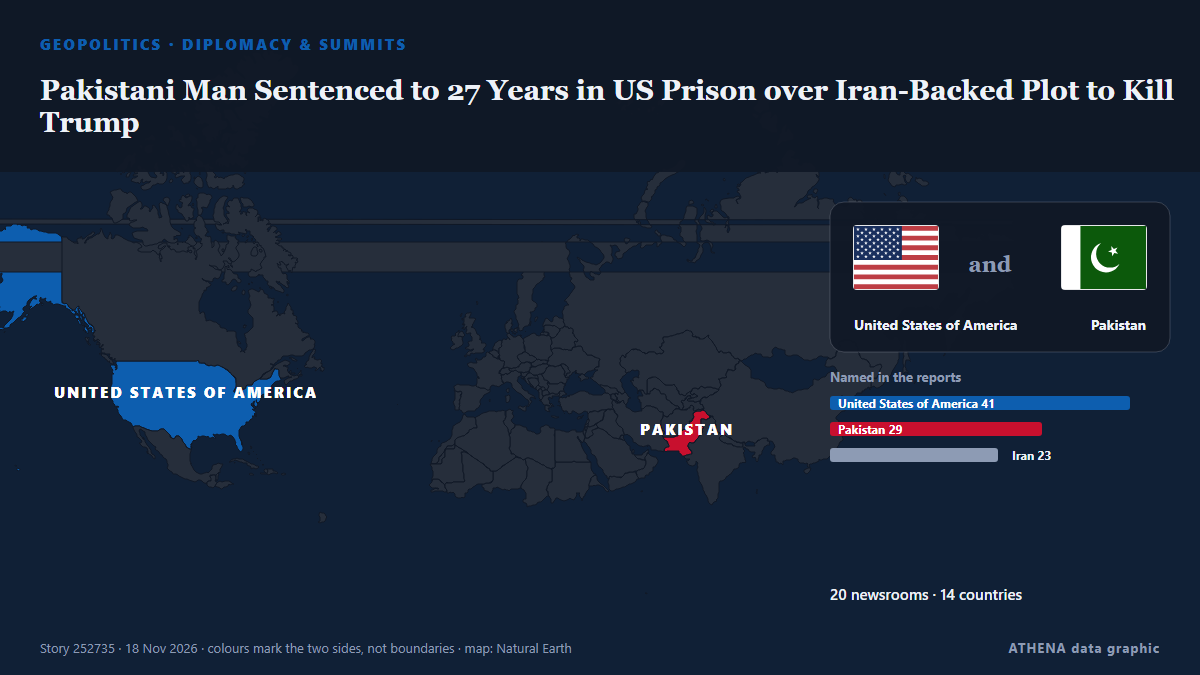 GEOPOLITICS · DIPLOMACY & SUMMITS
Pakistani Man Sentenced to 27 Years in US Prison over Iran-Backed Plot to Kill
Trump
and
United States of America
Pakistan
UNITED STATES OF AMERICA
PAKISTAN
Named in the reports
United States of America 41
Pakistan 29
Iran 23
20 newsrooms · 14 countries
Story 252735 · 18 Nov 2026 · colours mark the two sides, not boundaries · map: Natural Earth
ATHENA data graphic